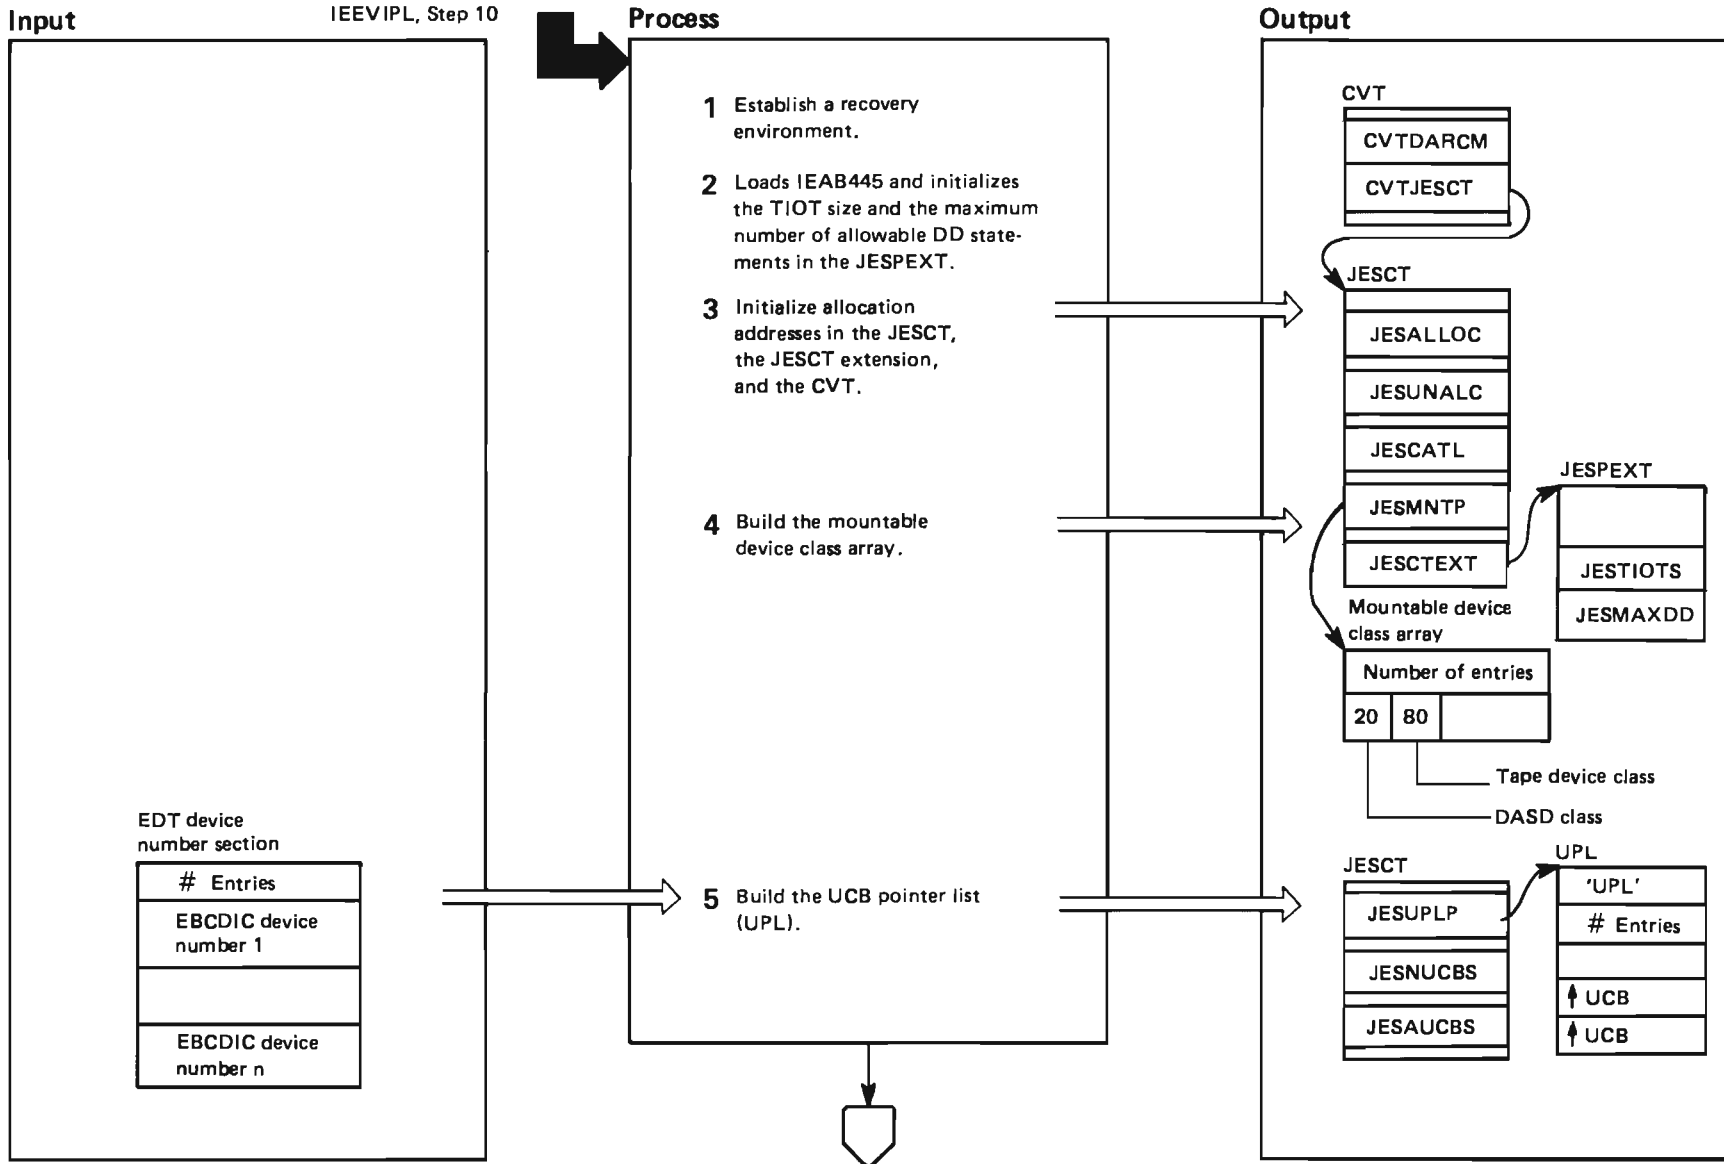 Input
IEEVIPL, Step 10
Process
Output
1 Establish a recovery
environment.
2 Loads IEAB445 and initializes
the TIOT size and the maximum
number of allowable DD state-
ments in the JESPEXT.
3 Initialize allocation
addresses in the JESCT,
the JESCT extension,
and the CVT.
4 Build the mountable
device class array.
EDT device
number section
# Entries
EBCDIC device
number 1
EBCDIC device
number n
5 Build the UCB pointer list
(UPL).
CVT
CVTDARCM
CVTJESCT
JESCT
JESALLOC
JESUNALC
JESCATL
JESMNTP
JESCTEXT
JESPEXT
JESTIOTS
JESMAXDD
Mountable device
class array
Number of entries
20 80
Tape device class
DASD class
JESCT
JESUPLP
JESNUCBS
JESAUCBS
UPL
'UPL'
# Entries
UCB
UCB